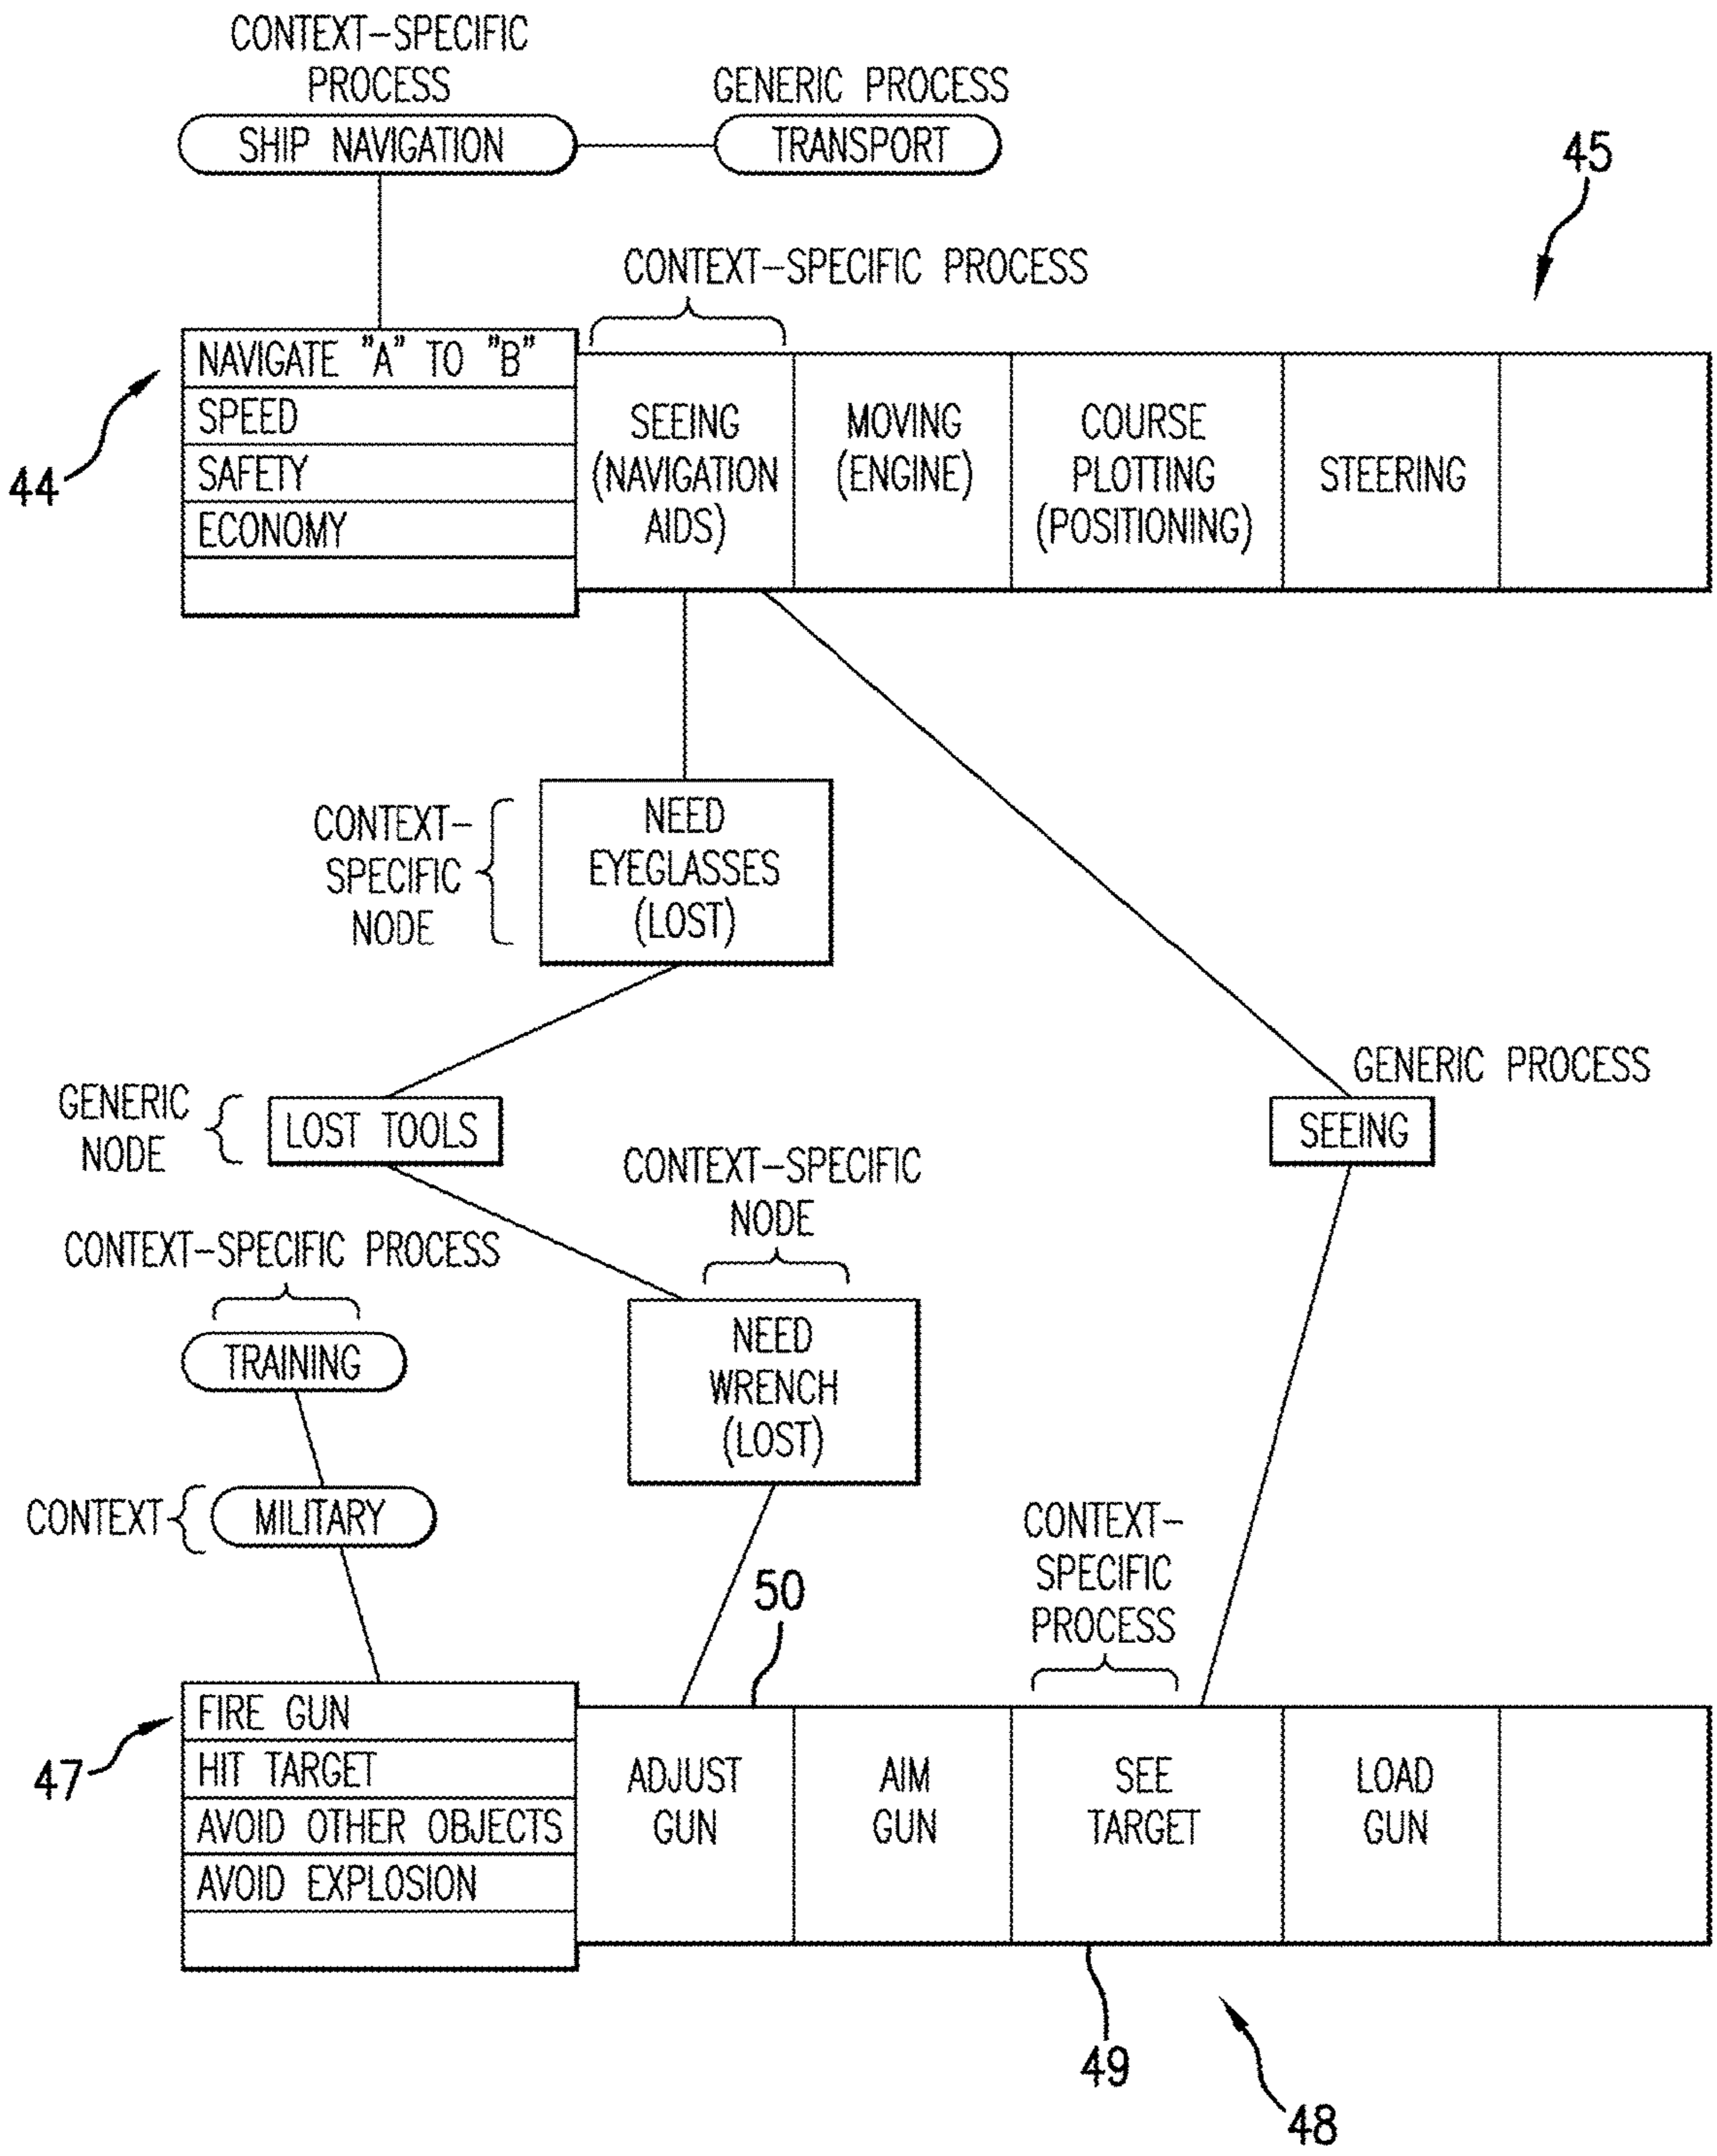 CONTEXT-SPECIFIC
PROCESS
GENERIC PROCESS
SHIP NAVIGATION
TRANSPORT
45
CONTEXT-SPECIFIC PROCESS
44
NAVIGATE "A" TO "B"
SPEED
SAFETY
ECONOMY
SEEING
(NAVIGATION
AIDS)
MOVING
(ENGINE)
COURSE
PLOTTING
(POSITIONING)
STEERING
CONTEXT-
SPECIFIC
NODE
NEED
EYEGLASSES
(LOST)
GENERIC
NODE
LOST TOOLS
GENERIC PROCESS
SEEING
CONTEXT-SPECIFIC
NODE
NEED
WRENCH
(LOST)
CONTEXT-SPECIFIC PROCESS
TRAINING
CONTEXT
MILITARY
50
CONTEXT-
SPECIFIC
PROCESS
47
FIRE GUN
HIT TARGET
AVOID OTHER OBJECTS
AVOID EXPLOSION
ADJUST
GUN
AIM
GUN
SEE
TARGET
LOAD
GUN
49
48